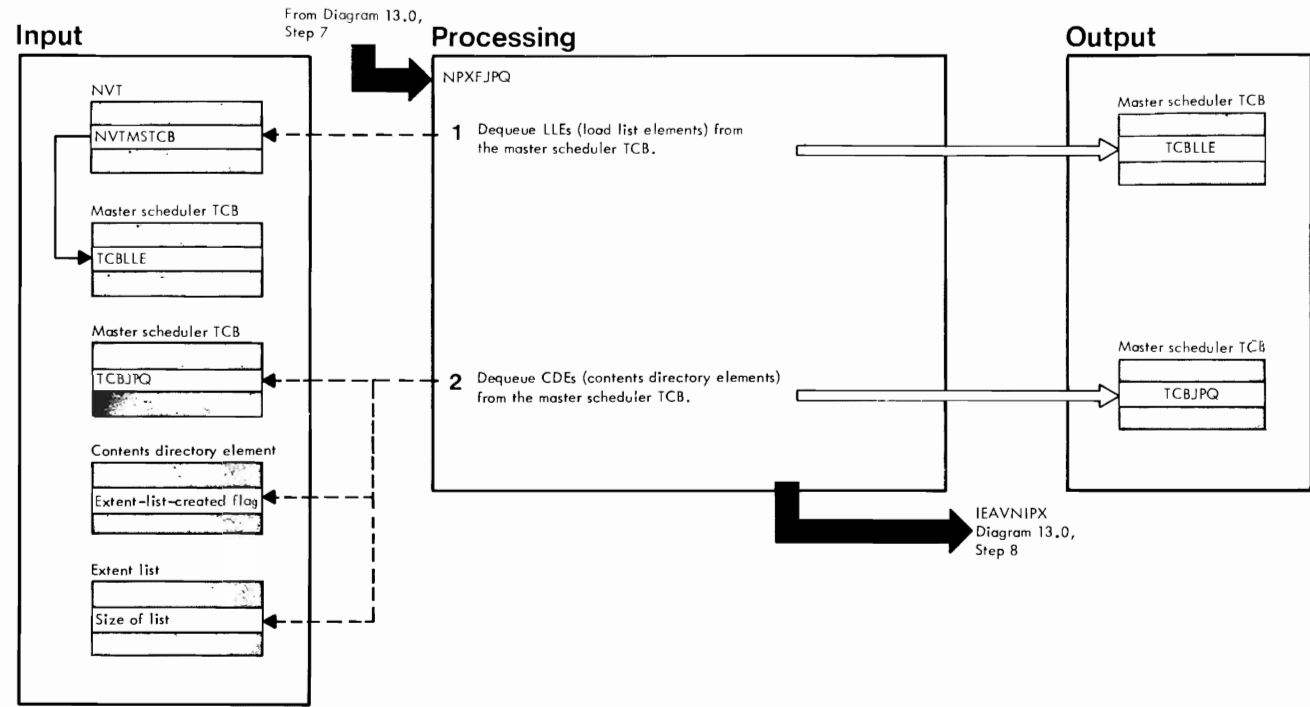 From Diagram 13.0,
Step 7
Input
Processing
Output
NVT
NVTMSTCB
Master scheduler TCB
TCBLLE
Master scheduler TCB
TCBJPQ
Contents directory element
Extent-list-created flag
Extent list
Size of list
NPXFJPQ
1 Dequeue LLEs (load list elements) from
the master scheduler TCB.
2 Dequeue CDEs (contents directory elements)
from the master scheduler TCB.
Master scheduler TCB
TCBLLE
Master scheduler TCB
TCBJPQ
IEAVNIPX
Diagram 13.0,
Step 8